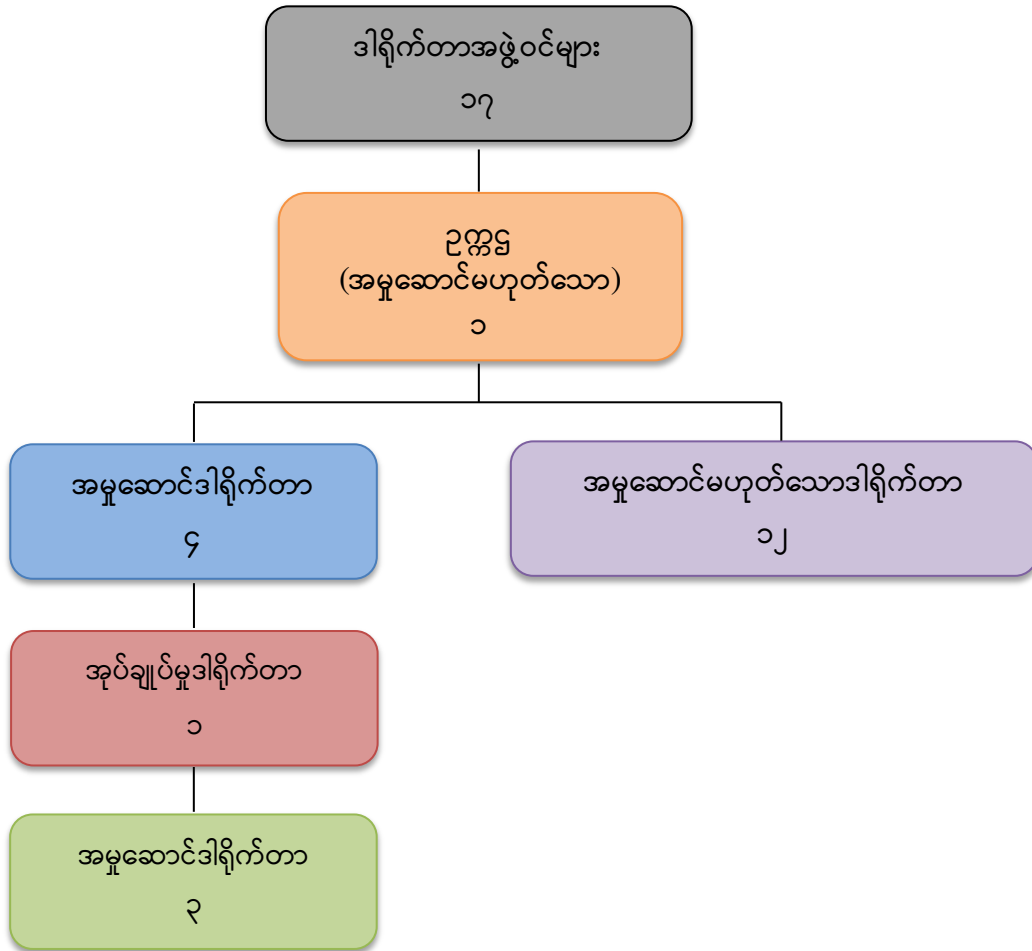 ဒါရိုက်တာအဖွဲ့ဝင်များ
၁၇
ဥက္ကဌ
(အမှုဆောင်မဟုတ်သော)
၁
အမှုဆောင်ဒါရိုက်တာ
၄
အမှုဆောင်မဟုတ်သောဒါရိုက်တာ
၁၂
အုပ်ချုပ်မှုဒါရိုက်တာ
၁
အမှုဆောင်ဒါရိုက်တာ
၃